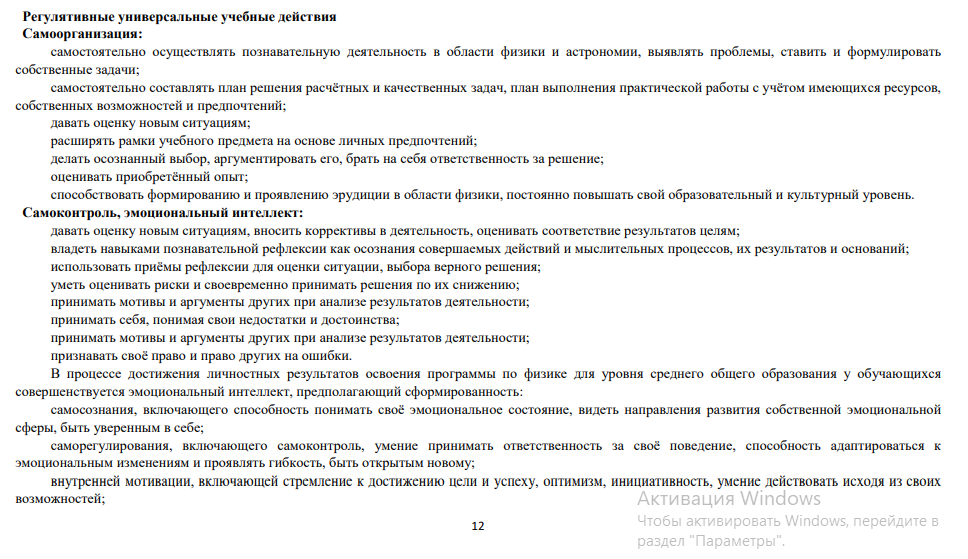 Регулятивные универсальные учебные действия
Самоорганизация:
самостоятельно осуществлять познавательную деятельность в области физики и астрономии, выявлять проблемы, ставить и формулировать
собственные задачи;
самостоятельно составлять план решения расчётных и качественных задач, план выполнения практической работы с учётом имеющихся ресурсов,
собственных возможностей и предпочтений;
давать оценку новым ситуациям;
расширять рамки учебного предмета на основе личных предпочтений;
делать осознанный выбор, аргументировать его, брать на себя ответственность за решение;
оценивать приобретённый опыт;
способствовать формированию и проявлению эрудиции в области физики, постоянно повышать свой образовательный и культурный уровень.
Самоконтроль, эмоциональный интеллект:
давать оценку новым ситуациям, вносить коррективы в деятельность, оценивать соответствие результатов целям;
владеть навыками познавательной рефлексии как осознания совершаемых действий и мыслительных процессов, их результатов и оснований;
использовать приёмы рефлексии для оценки ситуации, выбора верного решения;
уметь оценивать риски и своевременно принимать решения по их снижению;
принимать мотивы и аргументы других при анализе результатов деятельности;
принимать себя, понимая свои недостатки и достоинства;
принимать мотивы и аргументы других при анализе результатов деятельности;
признавать своё право и право других на ошибки.
В процессе достижения личностных результатов освоения программы по физике для уровня среднего общего образования у обучающихся
совершенствуется эмоциональный интеллект, предполагающий сформированность:
самосознания, включающего способность понимать своё эмоциональное состояние, видеть направления развития собственной эмоциональной
сферы, быть уверенным в себе;
саморегулирования, включающего самоконтроль, умение принимать ответственность за своё поведение, способность адаптироваться к
эмоциональным изменениям и проявлять гибкость, быть открытым новому;
внутренней мотивации, включающей стремление к достижению цели и успеху, оптимизм, инициативность, умение действовать исходя из своих
возможностей;
Активация Windows
Чтобы активировать Windows, перейдите в
раздел "Параметры".
12